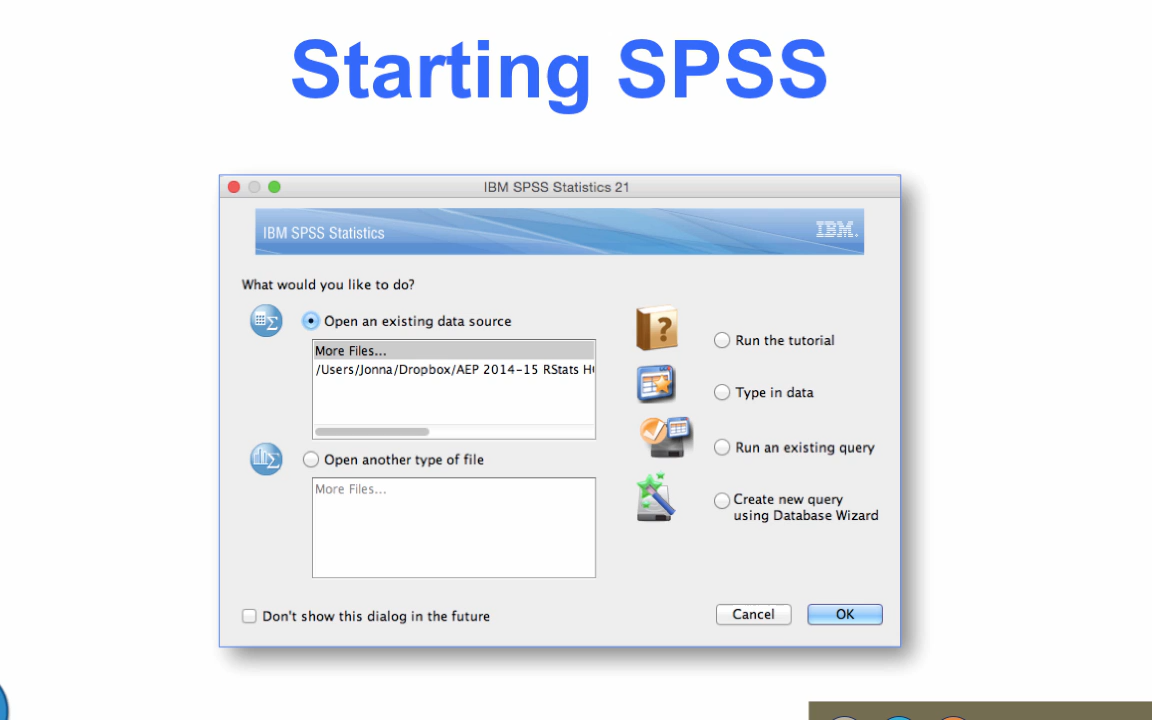 Starting SPSS
IBM SPSS Statistics 21
IBM SPSS Statistics
IBM.
What would you like to do?
Open an existing data source
More Files...
/Users/Jonna/Dropbox/AEP 2014-15 RStats H
Open another type of file
More Files...
Run the tutorial
Type in data
Run an existing query
Create new query
using Database Wizard
Don't show this dialog in the future
Cancel
OK